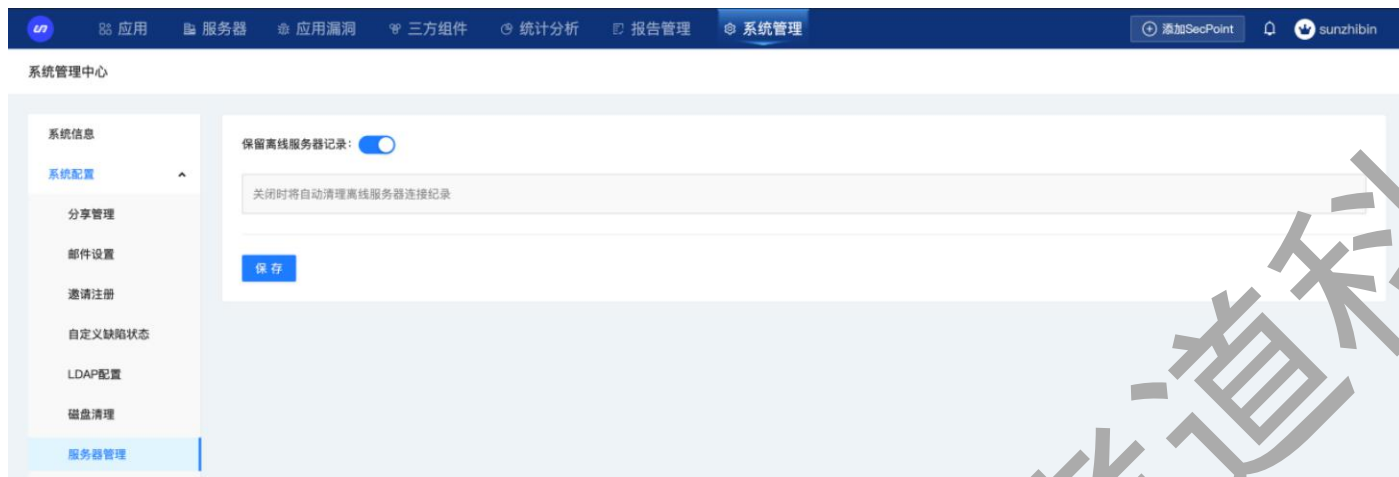 应用 服务器 应用漏洞 三方组件 统计分析 报告管理 系统管理 添加SecPoint sunzhibin
系统管理中心
系统信息
保留离线服务器记录:
系统配置
关闭时将自动清理离线服务器连接纪录
分享管理
邮件设置
保存
邀请注册
自定义缺陷状态
LDAP配置
磁盘清理
服务器管理
道